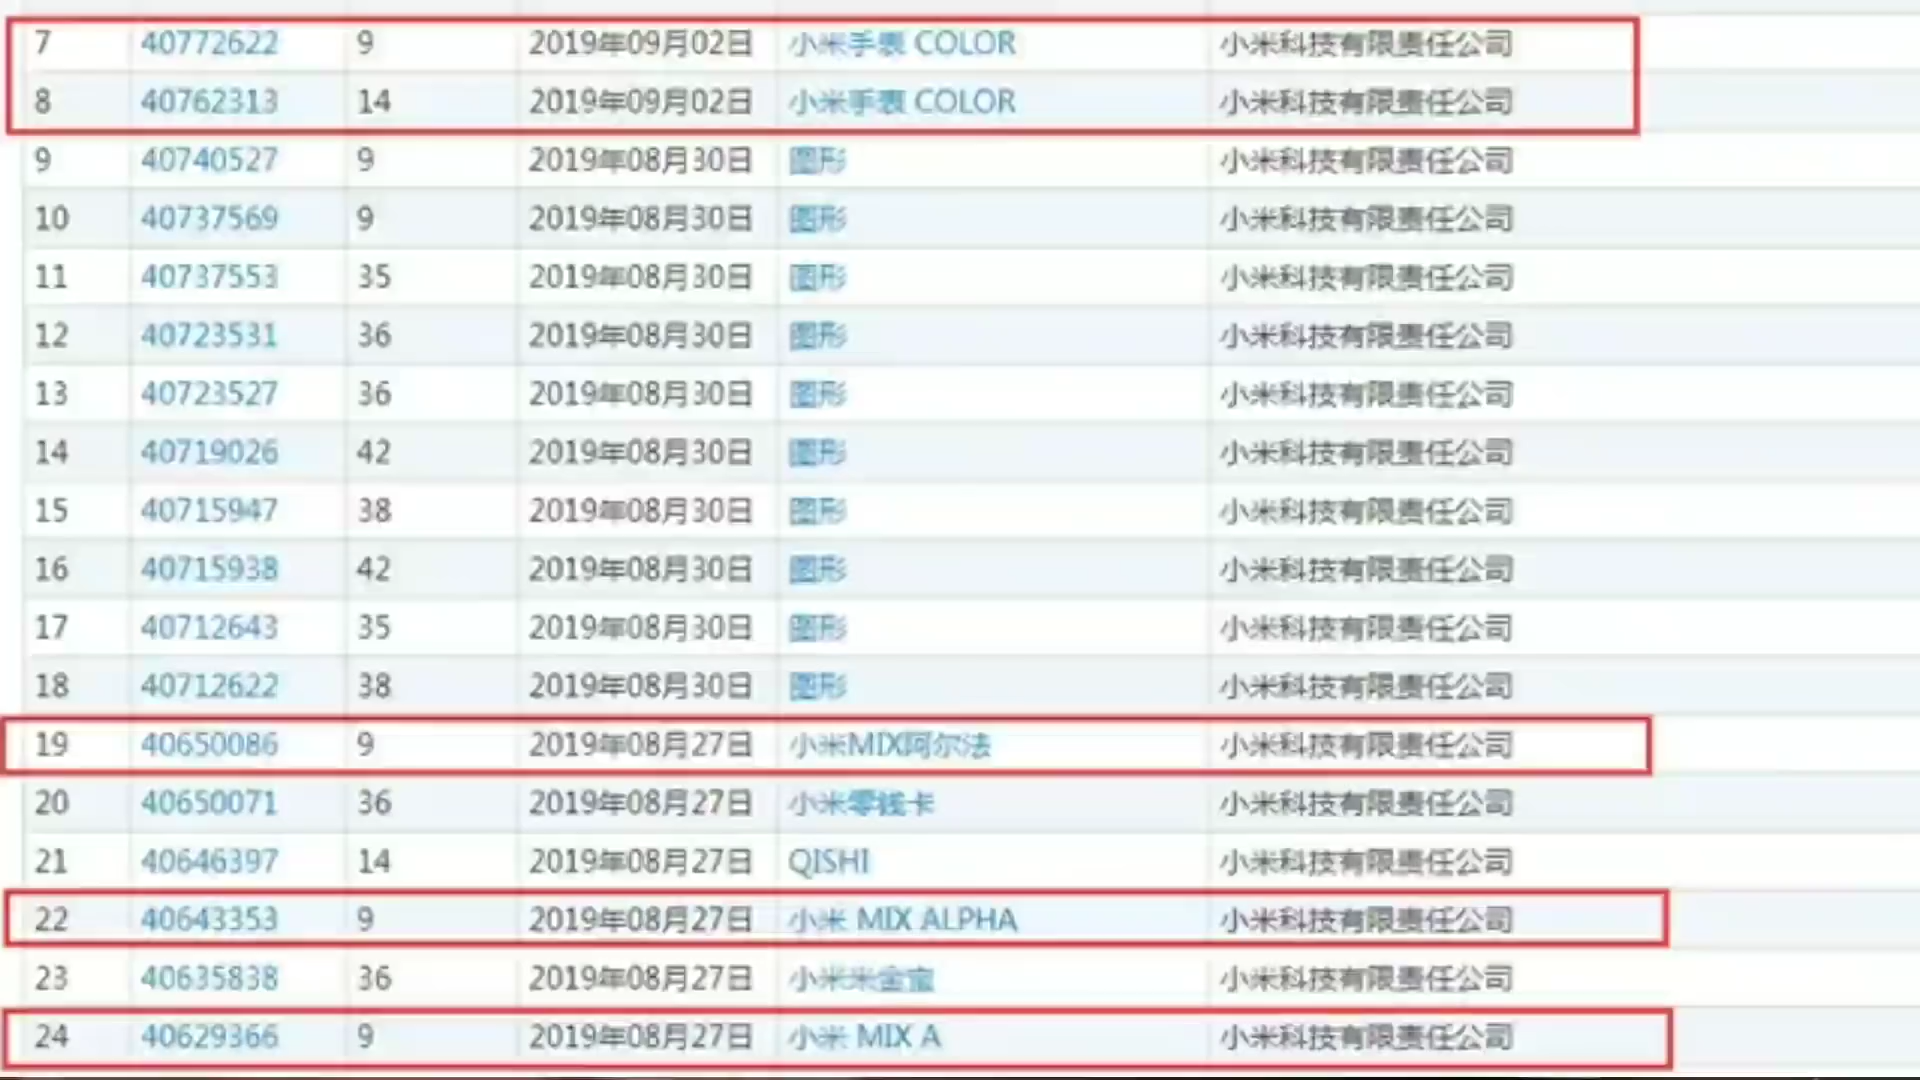 7 40772622 9 2019年09月02日 小米手表 COLOR 小米科技有限责任公司
8 40762313 14 2019年09月02日 小米手表 COLOR 小米科技有限责任公司
9 40740527 9 2019年08月30日 图形 小米科技有限责任公司
10 40737569 9 2019年08月30日 图形 小米科技有限责任公司
11 40737553 35 2019年08月30日 图形 小米科技有限责任公司
12 40723531 36 2019年08月30日 图形 小米科技有限责任公司
13 40723527 36 2019年08月30日 图形 小米科技有限责任公司
14 40719026 42 2019年08月30日 图形 小米科技有限责任公司
15 40715947 38 2019年08月30日 图形 小米科技有限责任公司
16 40715938 42 2019年08月30日 图形 小米科技有限责任公司
17 40712643 35 2019年08月30日 图形 小米科技有限责任公司
18 40712622 38 2019年08月30日 图形 小米科技有限责任公司
19 40650086 9 2019年08月27日 小米MIX阿尔法 小米科技有限责任公司
20 40650071 36 2019年08月27日 小米零钱卡 小米科技有限责任公司
21 40646397 14 2019年08月27日 QISHI 小米科技有限责任公司
22 40643353 9 2019年08月27日 小米 MIX ALPHA 小米科技有限责任公司
23 40635838 36 2019年08月27日 小米米金宝 小米科技有限责任公司
24 40629366 9 2019年08月27日 小米 MIX A 小米科技有限责任公司